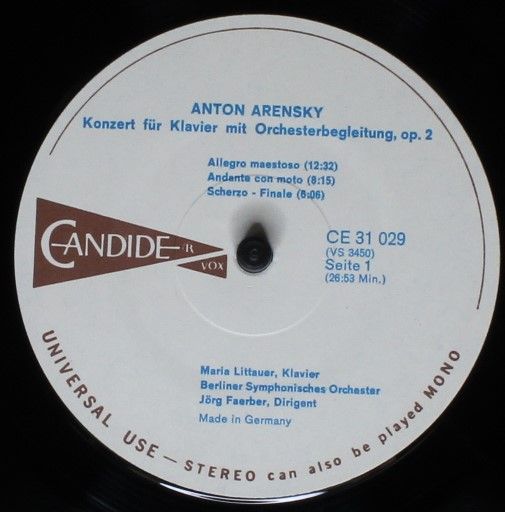 ANTON ARENSKY
Konzert für Klavier mit Orchesterbegleitung, op. 2
Allegro maestoso (12:32)
Andante con moto (8:15)
Scherzo - Finale (6:06)
CANDIDE R
VOX
CE 31 029
(VS 3450)
Seite 1
(26:53 Min.)
Maria Littauer, Klavier
Berliner Symphonisches Orchester
Jörg Faerber, Dirigent
Made in Germany
UNIVERSAL USE — STEREO can also be played MONO